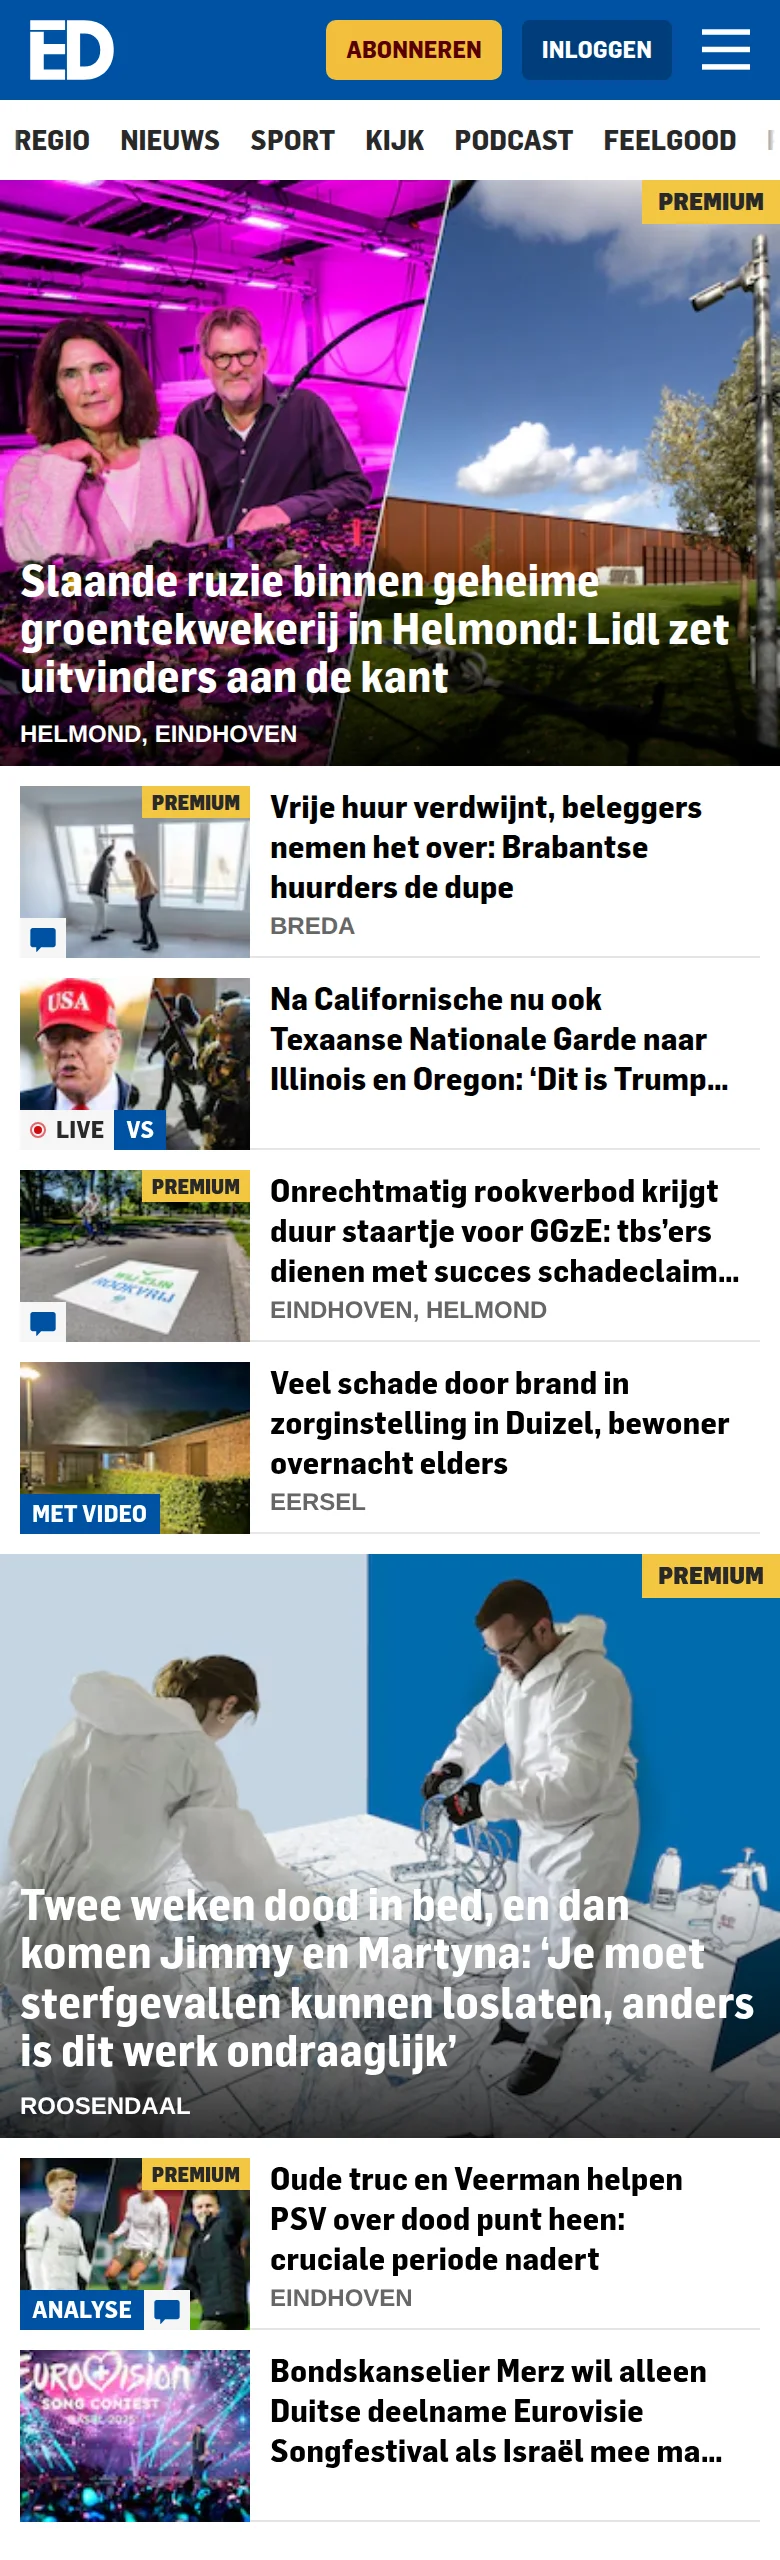 ED
ABONNEREN
INLOGGEN
REGIO NIEUWS SPORT KIJK PODCAST FEELGOOD
PREMIUM
Slaande ruzie binnen geheime
groentekwekerij in Helmond: Lidl zet
uitvinders aan de kant
HELMOND, EINDHOVEN
PREMIUM
Vrije huur verdwijnt, beleggers
nemen het over: Brabantse
huurders de dupe
BREDA
USA
LIVE VS
Na Californische nu ook
Texaanse Nationale Garde naar
Illinois en Oregon: ‘Dit is Trump...
PREMIUM
WIJ ZIJN
ROOKVRIJ
Onrechtmatig rookverbod krijgt
duur staartje voor GGzE: tbs’ers
dienen met succes schadeclaim...
EINDHOVEN, HELMOND
MET VIDEO
Veel schade door brand in
zorginstelling in Duizel, bewoner
overnacht elders
EERSEL
PREMIUM
Twee weken dood in bed, en dan
komen Jimmy en Martyna: ‘Je moet
sterfgevallen kunnen loslaten, anders
is dit werk ondraaglijk’
ROOSENDAAL
PREMIUM
ANALYSE
Oude truc en Veerman helpen
PSV over dood punt heen:
cruciale periode nadert
EINDHOVEN
EUROVISION
SONG CONTEST
BASEL 2025
Bondskanselier Merz wil alleen
Duitse deelname Eurovisie
Songfestival als Israël mee ma...